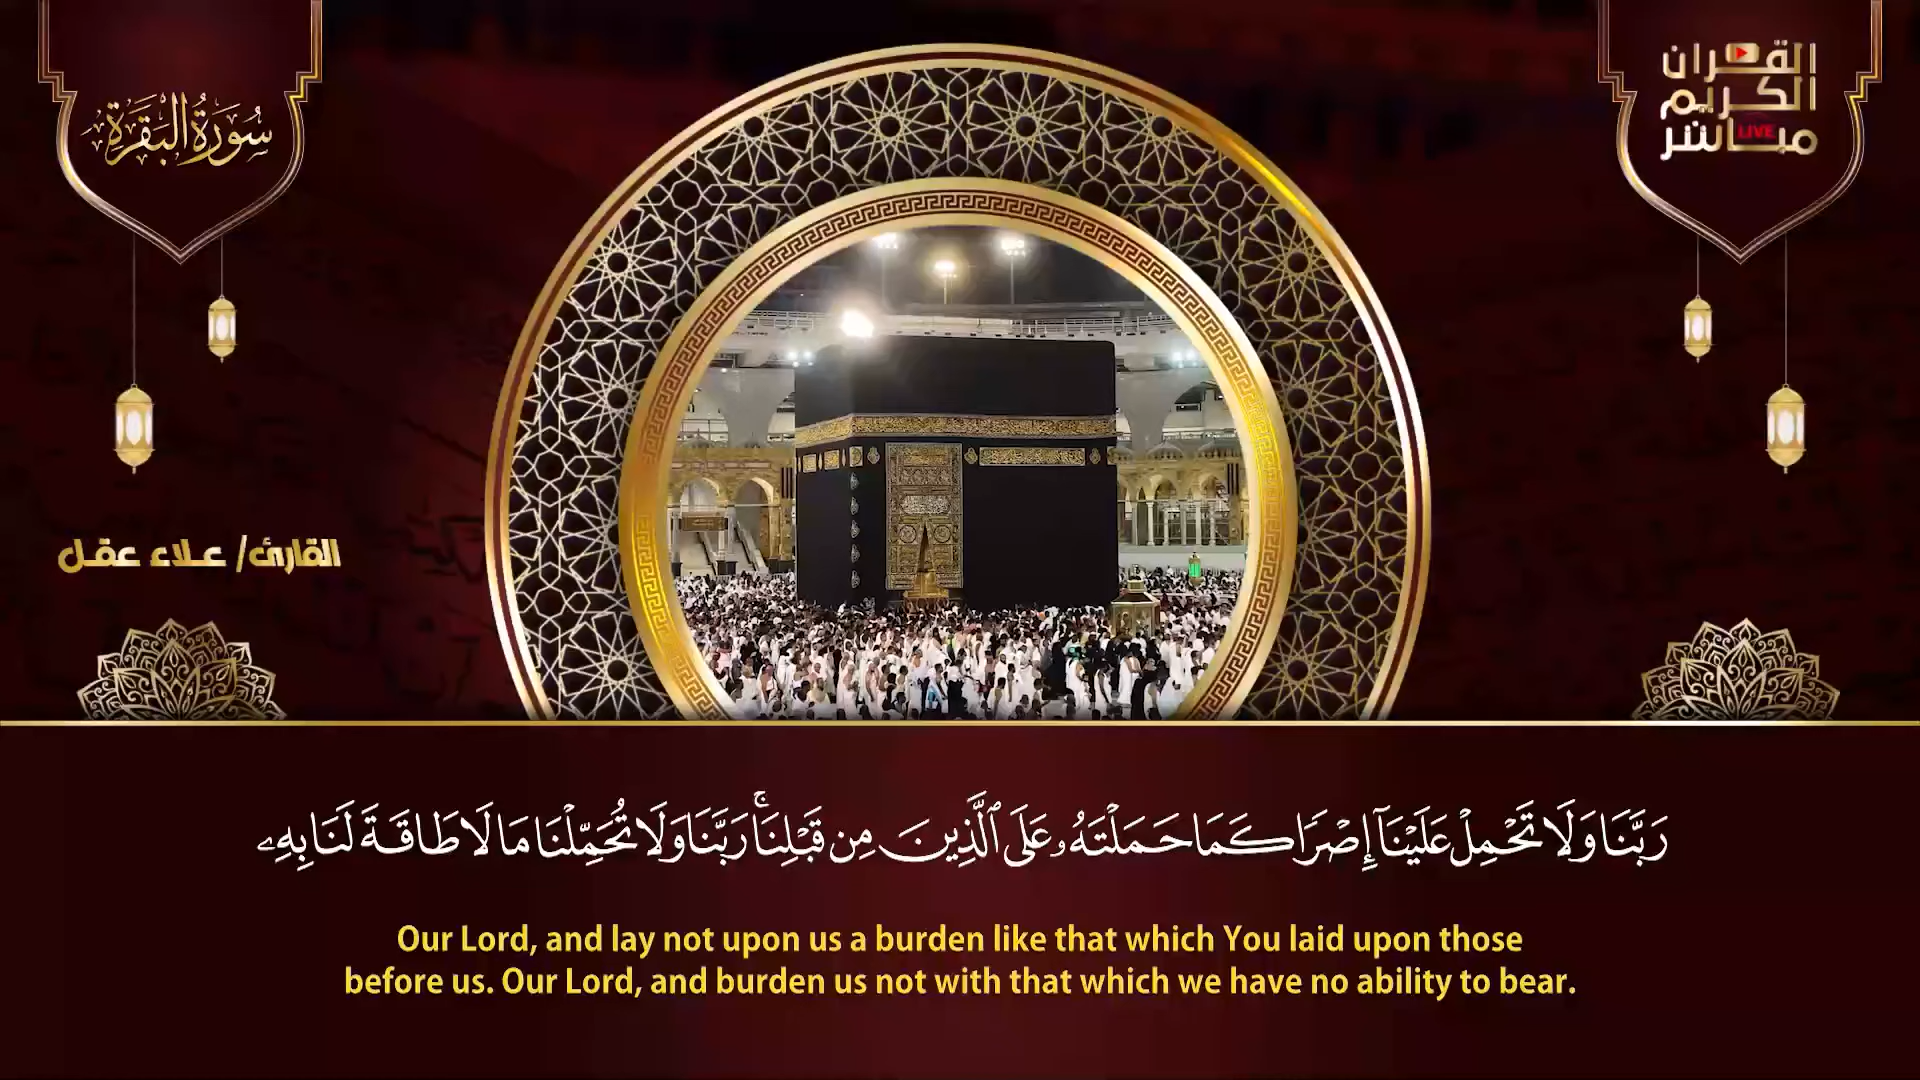 سُورَةُ البَقَرَةِ
القرآن
الكريم
مباشر
LIVE
القارئ/ علاء عقل
رَبَّنَا وَلَا تَحْمِلْ عَلَيْنَآ إِصْرًا كَمَا حَمَلْتَهُۥ عَلَى ٱلَّذِينَ مِن قَبْلِنَا ۚ رَبَّنَا وَلَا تُحَمِّلْنَا مَا لَا طَاقَةَ لَنَا بِهِۦ
Our Lord, and lay not upon us a burden like that which You laid upon those
before us. Our Lord, and burden us not with that which we have no ability to bear.